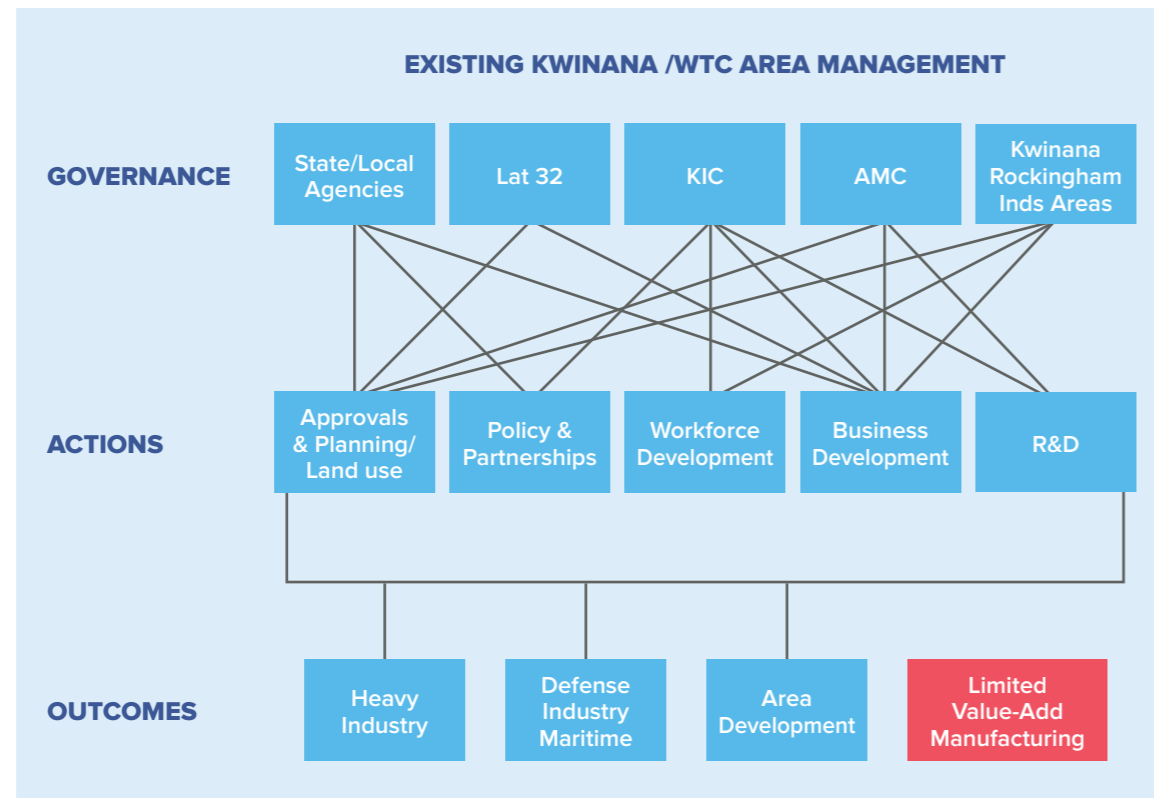 EXISTING KWINANA /WTC AREA MANAGEMENT
GOVERNANCE
State/Local
Agencies
Lat 32
KIC
AMC
Kwinana
Rockingham
Inds Areas
ACTIONS
Approvals
& Planning/
Land use
Policy &
Partnerships
Workforce
Development
Business
Development
R&D
OUTCOMES
Heavy
Industry
Defense
Industry
Maritime
Area
Development
Limited
Value-Add
Manufacturing